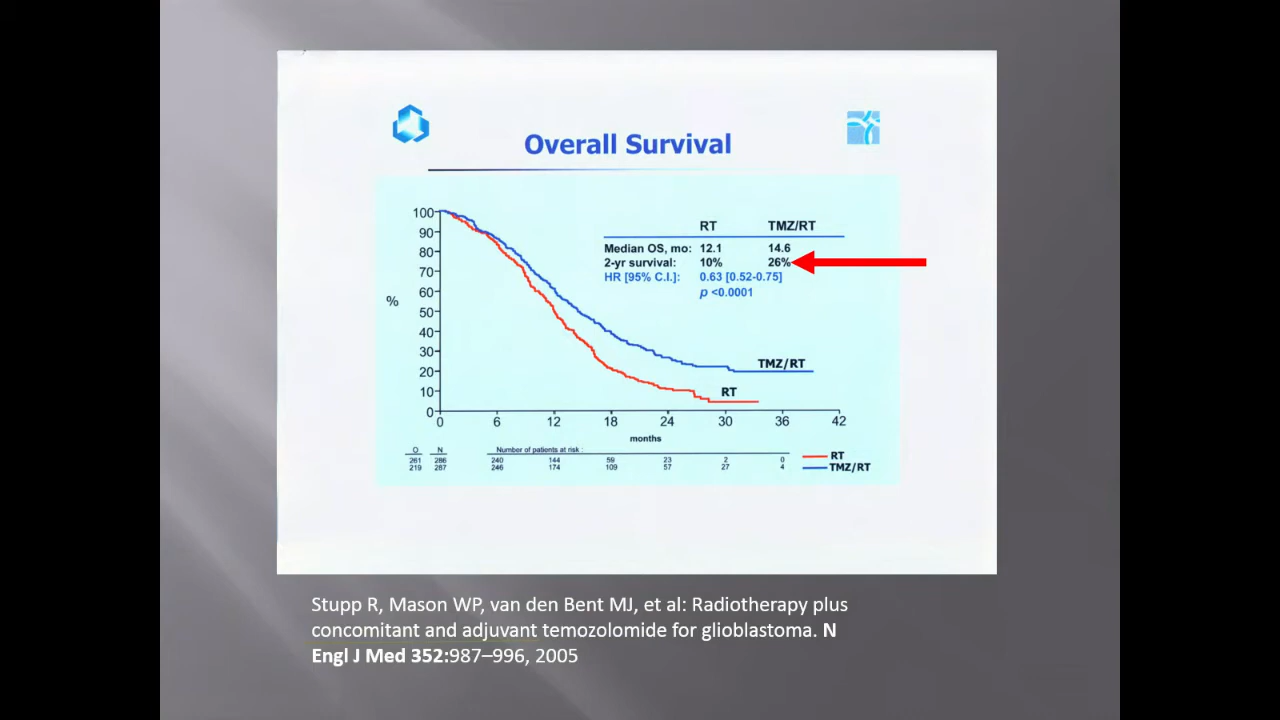 Overall Survival
RT TMZ/RT
Median OS, mo: 12.1 14.6
2-yr survival: 10% 26%
HR [95% C.I.]: 0.63 [0.52-0.75]
p <0.0001
100
90
80
70
60
%
50
40
30
20
10
0
TMZ/RT
RT
0 6 12 18 24 30 36 42
months
O N Number of patients at risk :
261 286 240 144 59 23 2 0
219 287 246 174 109 57 27 4
RT
TMZ/RT
Stupp R, Mason WP, van den Bent MJ, et al: Radiotherapy plus
concomitant and adjuvant temozolomide for glioblastoma. N
Engl J Med 352:987–996, 2005